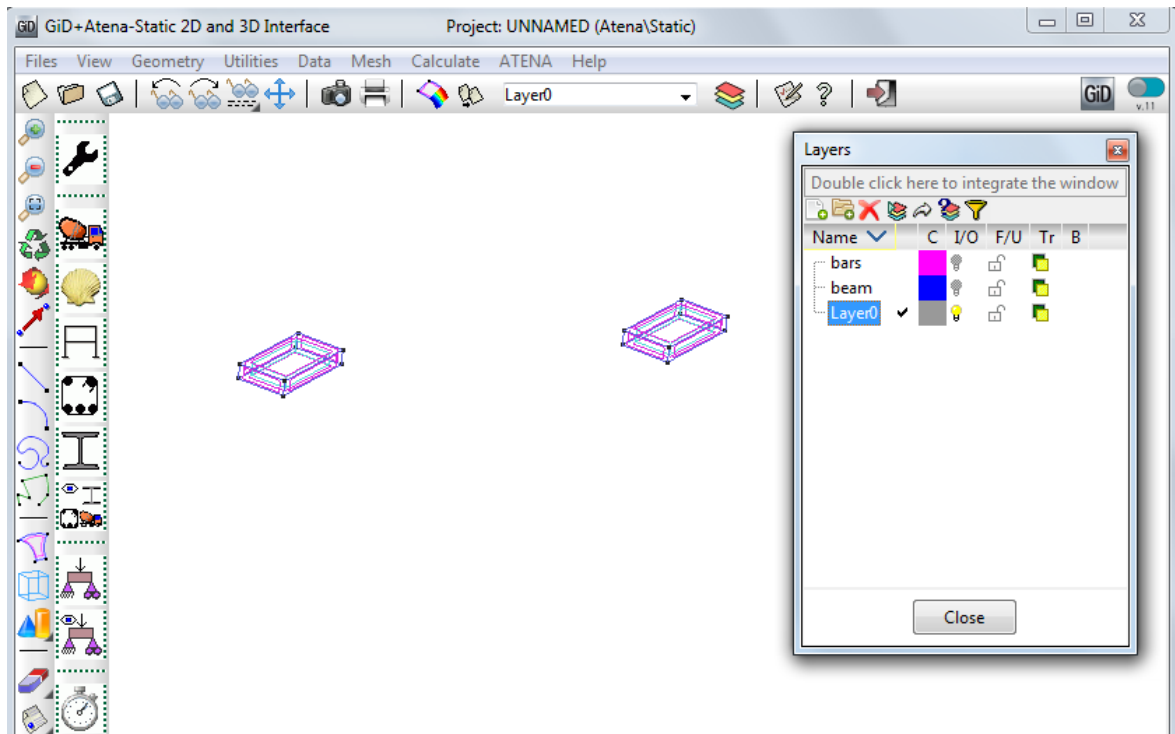 GiD GiD+Atena-Static 2D and 3D Interface Project: UNNAMED (Atena\Static)
Files View Geometry Utilities Data Mesh Calculate ATENA Help
Layer0 ? GiD v.11
Layers
Double click here to integrate the window
Name C I/O F/U Tr B
bars
beam
Layer0
Close